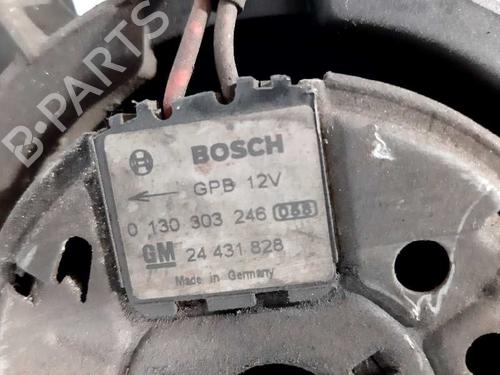 B-PARTS
BOSCH
GPB 12V
0 130 303 246 068
GM 24 431 828
Made in Germany